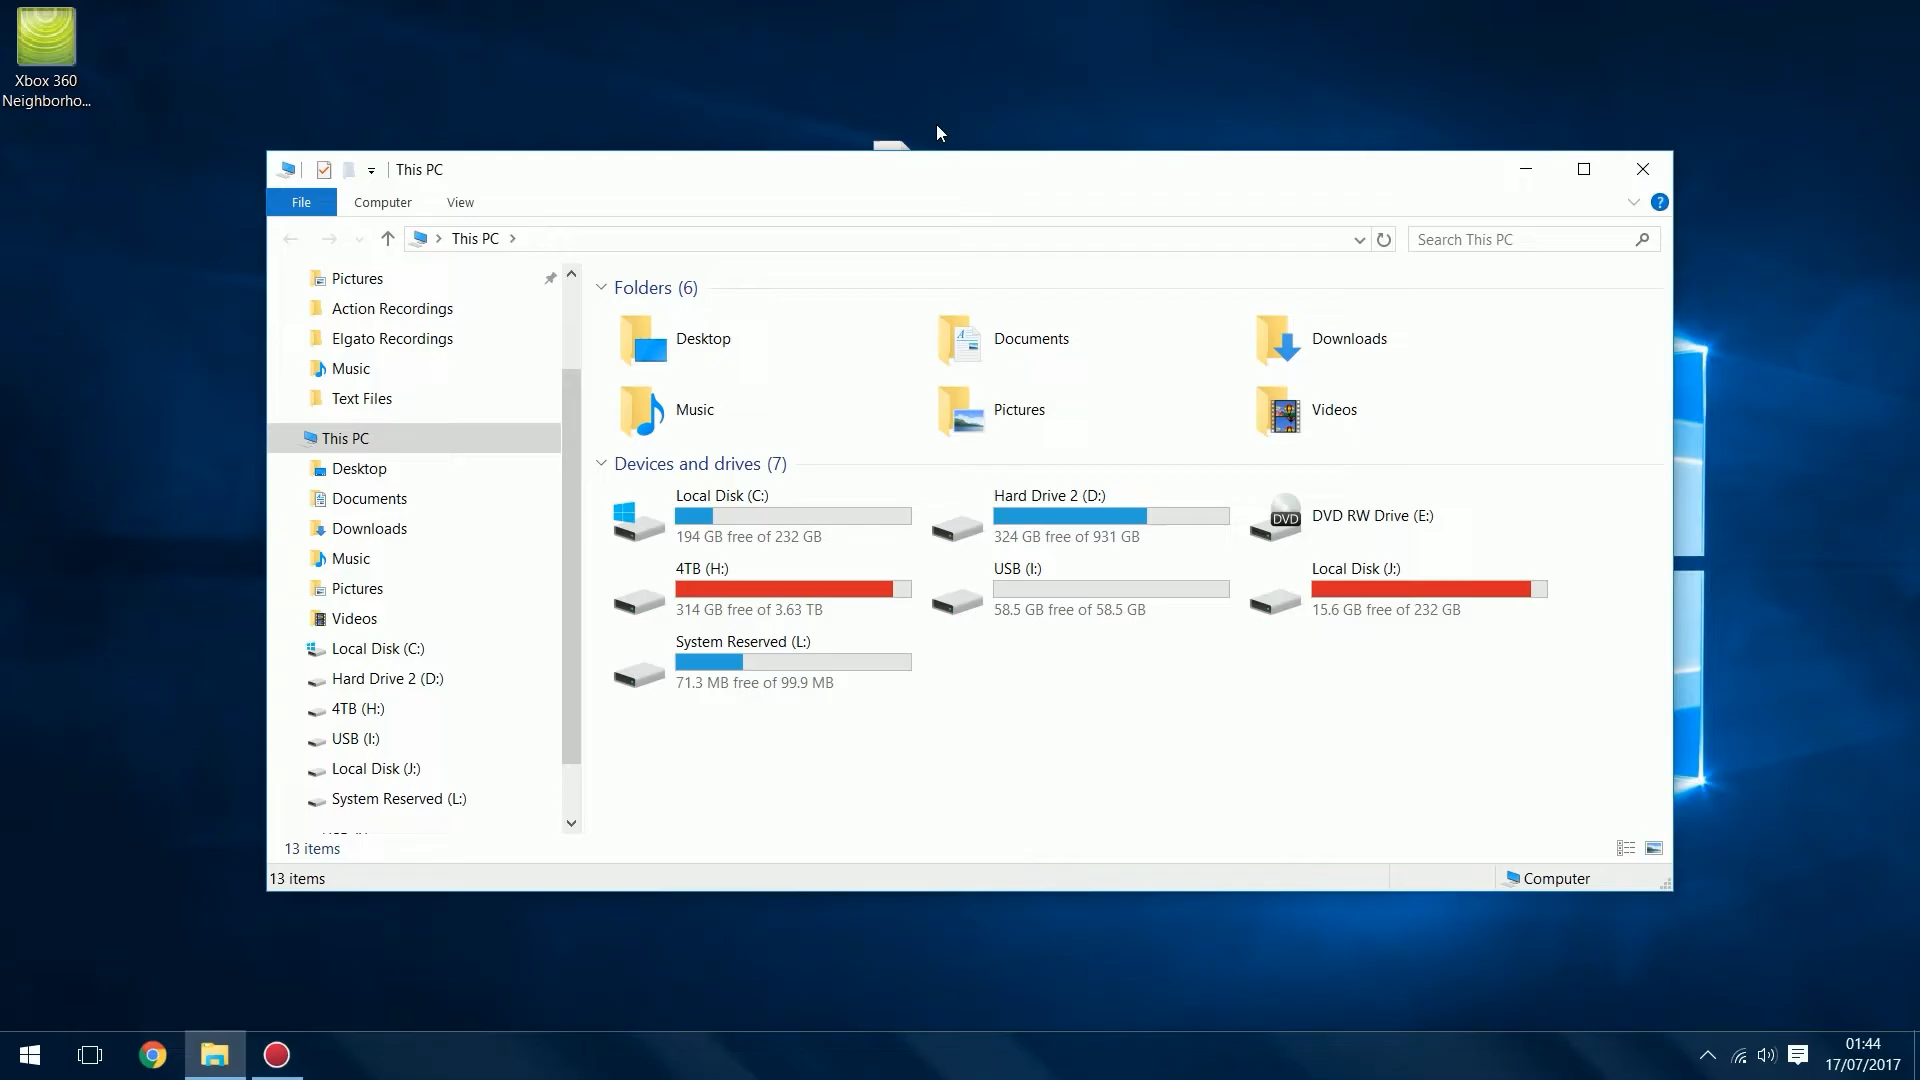 Xbox 360
Neighborho...
This PC
File
Computer
View
?
This PC
Search This PC
Pictures
Action Recordings
Elgato Recordings
Music
Text Files
This PC
Desktop
Documents
Downloads
Music
Pictures
Videos
Local Disk (C:)
Hard Drive 2 (D:)
4TB (H:)
USB (I:)
Local Disk (J:)
System Reserved (L:)
Folders (6)
Desktop
Documents
Downloads
Music
Pictures
Videos
Devices and drives (7)
Local Disk (C:)
194 GB free of 232 GB
Hard Drive 2 (D:)
324 GB free of 931 GB
DVD
DVD RW Drive (E:)
4TB (H:)
314 GB free of 3.63 TB
USB (I:)
58.5 GB free of 58.5 GB
Local Disk (J:)
15.6 GB free of 232 GB
System Reserved (L:)
71.3 MB free of 99.9 MB
13 items
13 items
Computer
01:44
17/07/2017